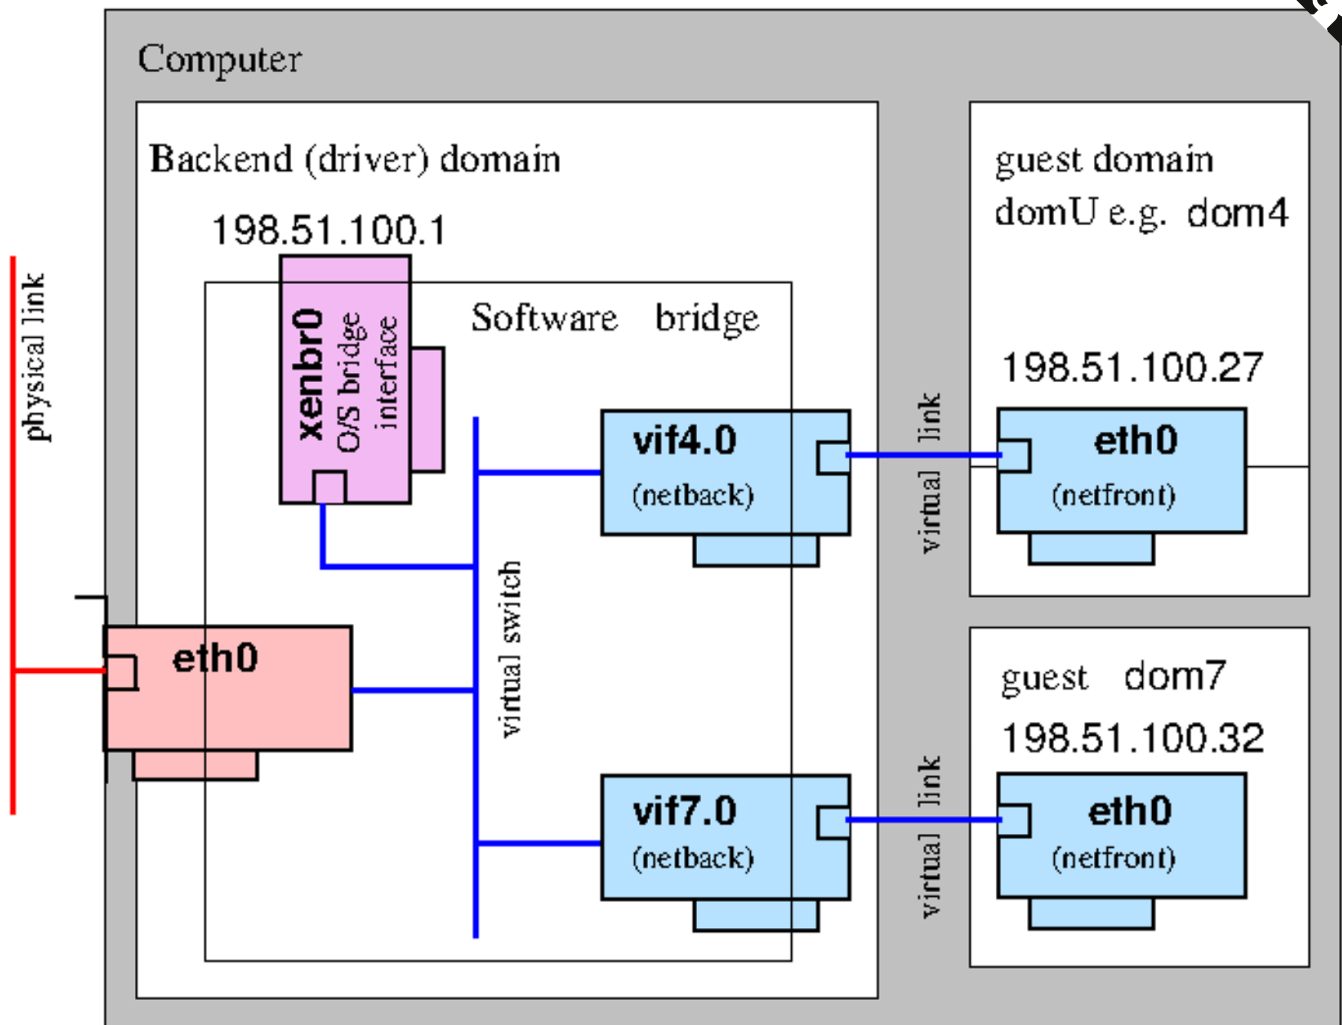 Computer
Backend (driver) domain
198.51.100.1
xenbr0
O/S bridge
interface
Software bridge
physical link
eth0
virtual switch
vif4.0
(netback)
vif7.0
(netback)
virtual link
virtual link
guest domain
domU e.g. dom4
198.51.100.27
eth0
(netfront)
guest dom7
198.51.100.32
eth0
(netfront)